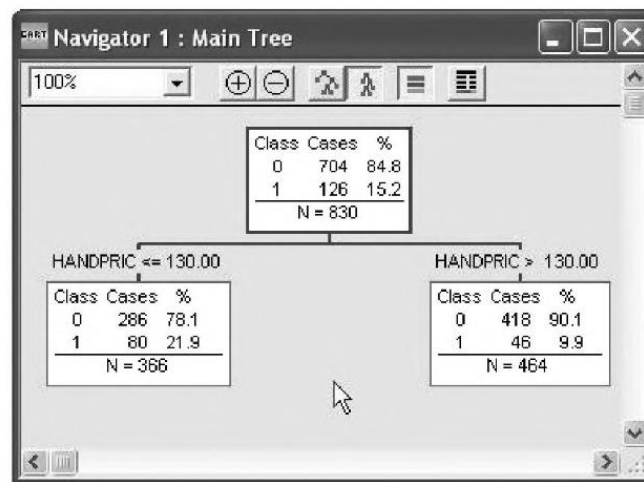 CART Navigator 1 : Main Tree
100%
Class Cases %
0 704 84.8
1 126 15.2
N = 830
HANDPRIC <= 130.00
Class Cases %
0 286 78.1
1 80 21.9
N = 366
HANDPRIC > 130.00
Class Cases %
0 418 90.1
1 46 9.9
N = 464